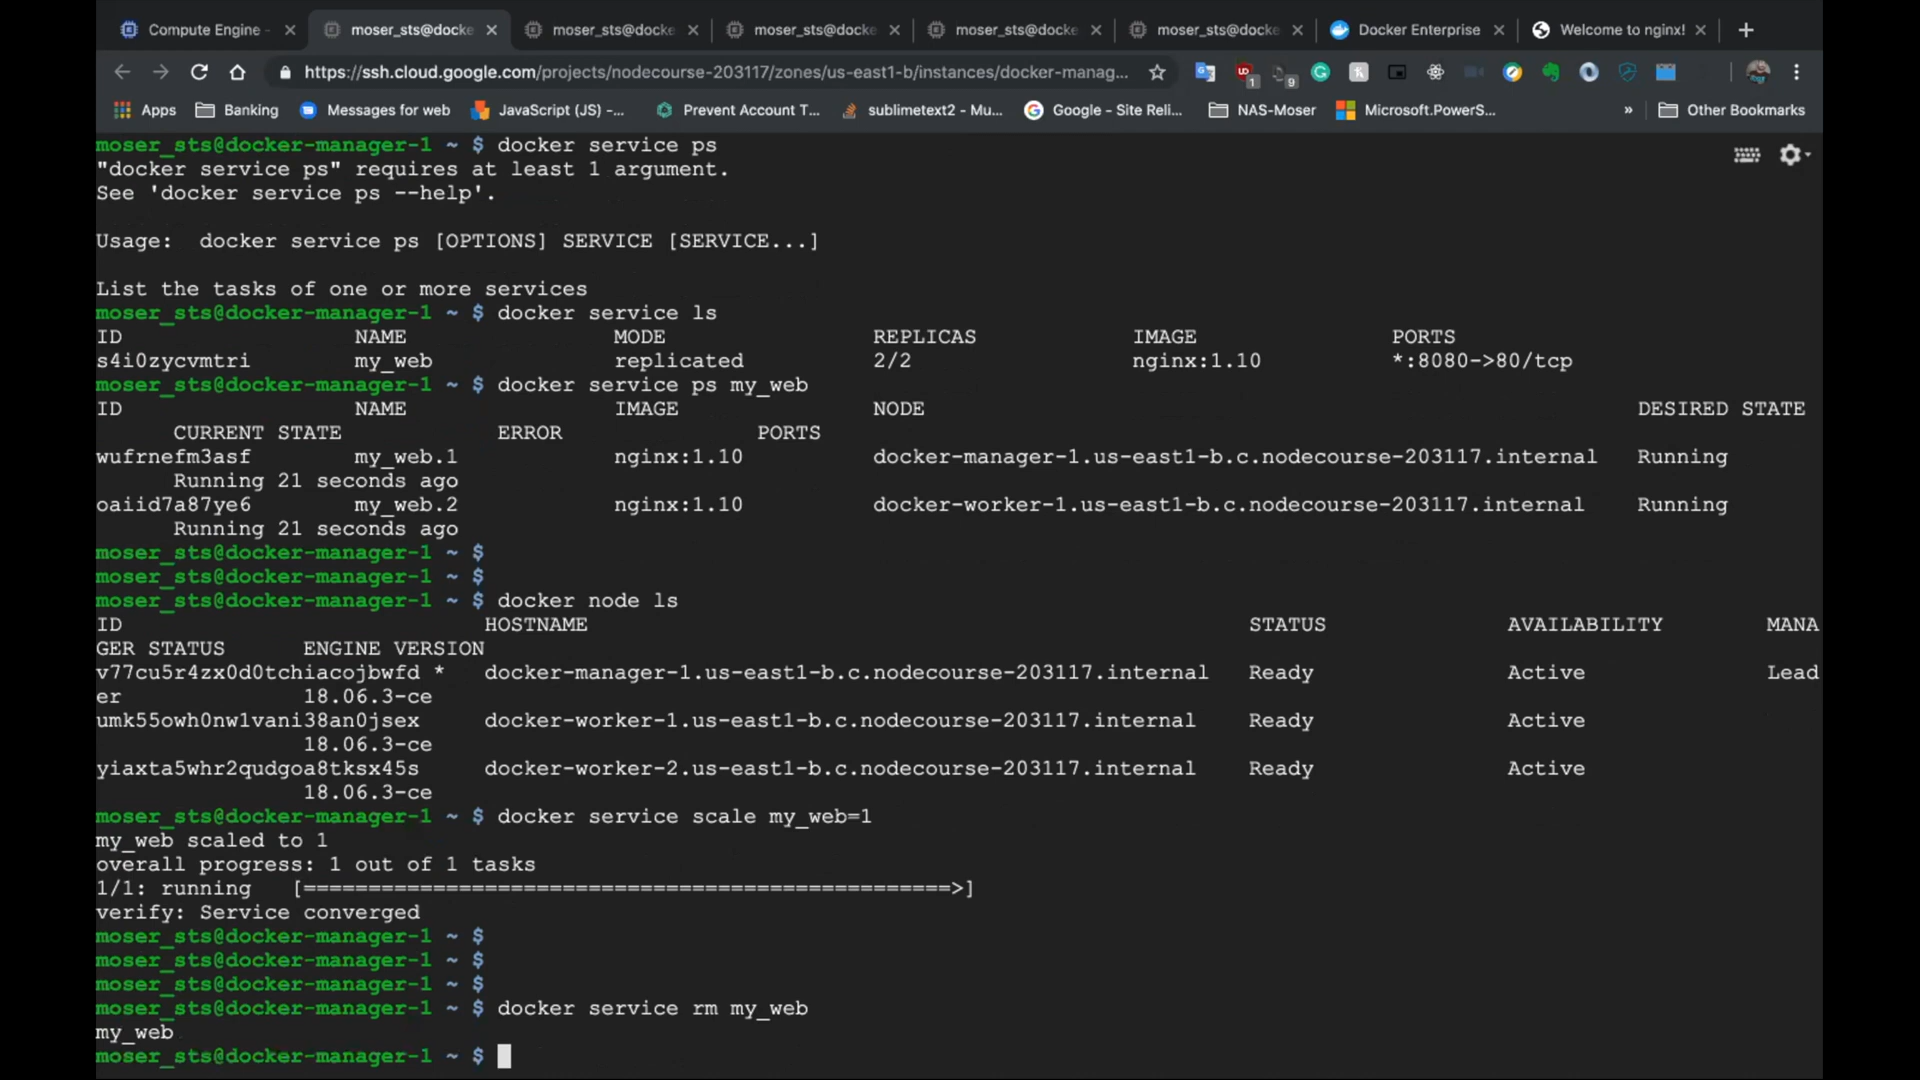 Compute Engine -
moser_sts@docke
moser_sts@docke
moser_sts@docke
moser_sts@docke
moser_sts@docke
Docker Enterprise
Welcome to nginx!
https://ssh.cloud.google.com/projects/nodecourse-203117/zones/us-east1-b/instances/docker-manag...
1
9
Apps
Banking
Messages for web
JavaScript (JS) -...
Prevent Account T...
sublimetext2 - Mu...
Google - Site Reli...
NAS-Moser
Microsoft.PowerS...
»
Other Bookmarks
moser_sts@docker-manager-1 ~ $ docker service ps
"docker service ps" requires at least 1 argument.
See 'docker service ps --help'.
Usage:  docker service ps [OPTIONS] SERVICE [SERVICE...]
List the tasks of one or more services
moser_sts@docker-manager-1 ~ $ docker service ls
ID                  NAME                MODE                REPLICAS            IMAGE               PORTS
s4i0zycvmtri        my_web              replicated          2/2                 nginx:1.10          *:8080->80/tcp
moser_sts@docker-manager-1 ~ $ docker service ps my_web
ID                  NAME                IMAGE               NODE                                                       DESIRED STATE
CURRENT STATE            ERROR               PORTS
wufrnefm3asf        my_web.1            nginx:1.10          docker-manager-1.us-east1-b.c.nodecourse-203117.internal   Running
Running 21 seconds ago
oaiid7a87ye6        my_web.2            nginx:1.10          docker-worker-1.us-east1-b.c.nodecourse-203117.internal    Running
Running 21 seconds ago
moser_sts@docker-manager-1 ~ $
moser_sts@docker-manager-1 ~ $
moser_sts@docker-manager-1 ~ $ docker node ls
ID                            HOSTNAME                                                   STATUS              AVAILABILITY        MANA
GER STATUS      ENGINE VERSION
v77cu5r4zx0d0tchiacojbwfd *   docker-manager-1.us-east1-b.c.nodecourse-203117.internal   Ready               Active              Lead
er              18.06.3-ce
umk55owh0nw1vani38an0jsex     docker-worker-1.us-east1-b.c.nodecourse-203117.internal    Ready               Active
18.06.3-ce
yiaxta5whr2qudgoa8tksx45s     docker-worker-2.us-east1-b.c.nodecourse-203117.internal    Ready               Active
18.06.3-ce
moser_sts@docker-manager-1 ~ $ docker service scale my_web=1
my_web scaled to 1
overall progress: 1 out of 1 tasks
1/1: running   [==================================================>]
verify: Service converged
moser_sts@docker-manager-1 ~ $
moser_sts@docker-manager-1 ~ $
moser_sts@docker-manager-1 ~ $
moser_sts@docker-manager-1 ~ $ docker service rm my_web
my_web
moser_sts@docker-manager-1 ~ $